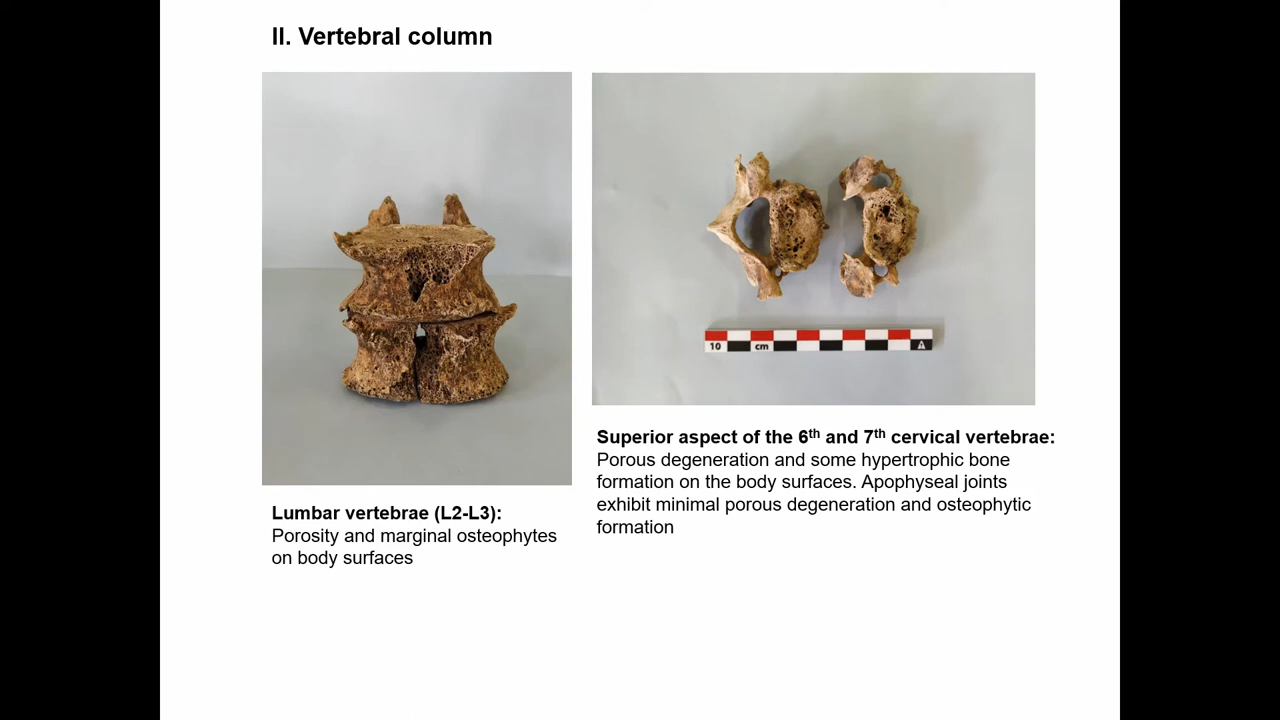 II. Vertebral column
10 cm
Lumbar vertebrae (L2-L3):
Porosity and marginal osteophytes
on body surfaces
Superior aspect of the 6th and 7th cervical vertebrae:
Porous degeneration and some hypertrophic bone
formation on the body surfaces. Apophyseal joints
exhibit minimal porous degeneration and osteophytic
formation